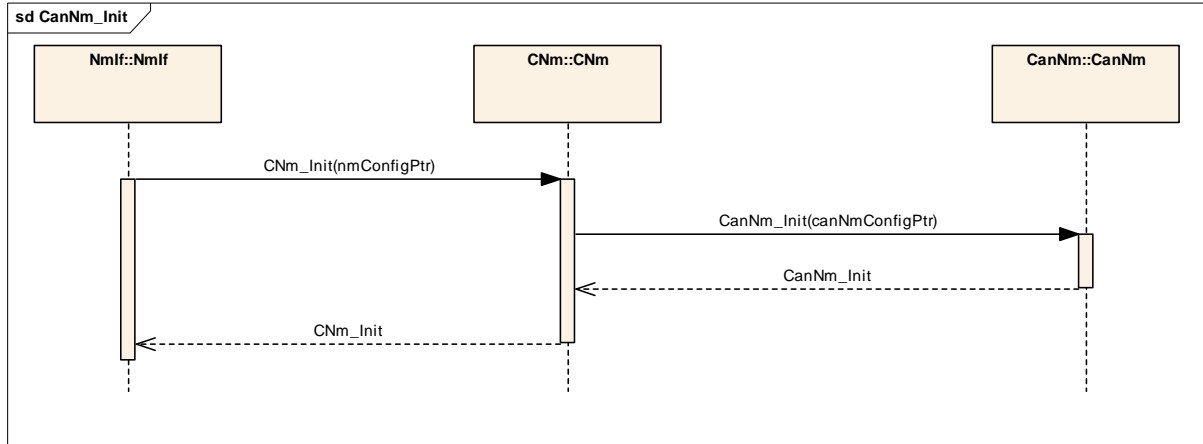 sd CanNm_Init
NmIf::NmIf
CNm::CNm
CanNm::CanNm
CNm_Init(nmConfigPtr)
CanNm_Init(canNmConfigPtr)
CanNm_Init
CNm_Init